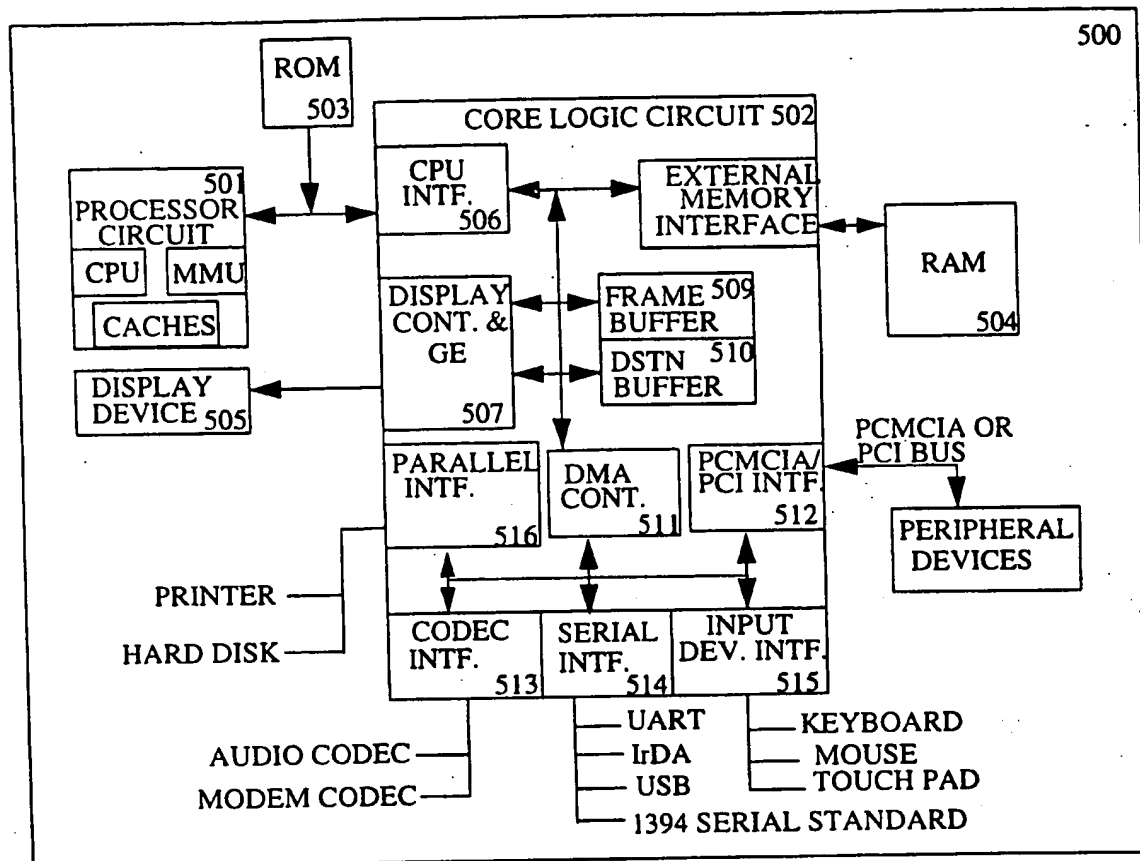 500
ROM
503
CORE LOGIC CIRCUIT 502
501
PROCESSOR
CIRCUIT
CPU
MMU
CACHES
CPU
INTF.
506
EXTERNAL
MEMORY
INTERFACE
RAM
504
DISPLAY
CONT. &
GE
507
FRAME 509
BUFFER
510
DSTN
BUFFER
DISPLAY
DEVICE
505
PARALLEL
INTF.
516
DMA
CONT.
511
PCMCIA/
PCI INTF.
512
PCMCIA OR
PCI BUS
PERIPHERAL
DEVICES
PRINTER
HARD DISK
CODEC
INTF.
513
SERIAL
INTF.
514
INPUT
DEV. INTF.
515
AUDIO CODEC
MODEM CODEC
UART
IrDA
USB
1394 SERIAL STANDARD
KEYBOARD
MOUSE
TOUCH PAD